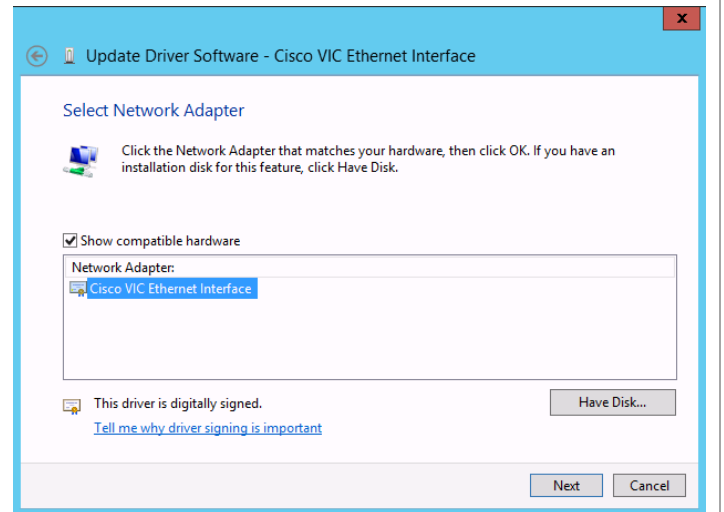 x
Update Driver Software - Cisco VIC Ethernet Interface
Select Network Adapter
Click the Network Adapter that matches your hardware, then click OK. If you have an
installation disk for this feature, click Have Disk.
Show compatible hardware
Network Adapter:
Cisco VIC Ethernet Interface
This driver is digitally signed.
Have Disk...
Tell me why driver signing is important
Next
Cancel